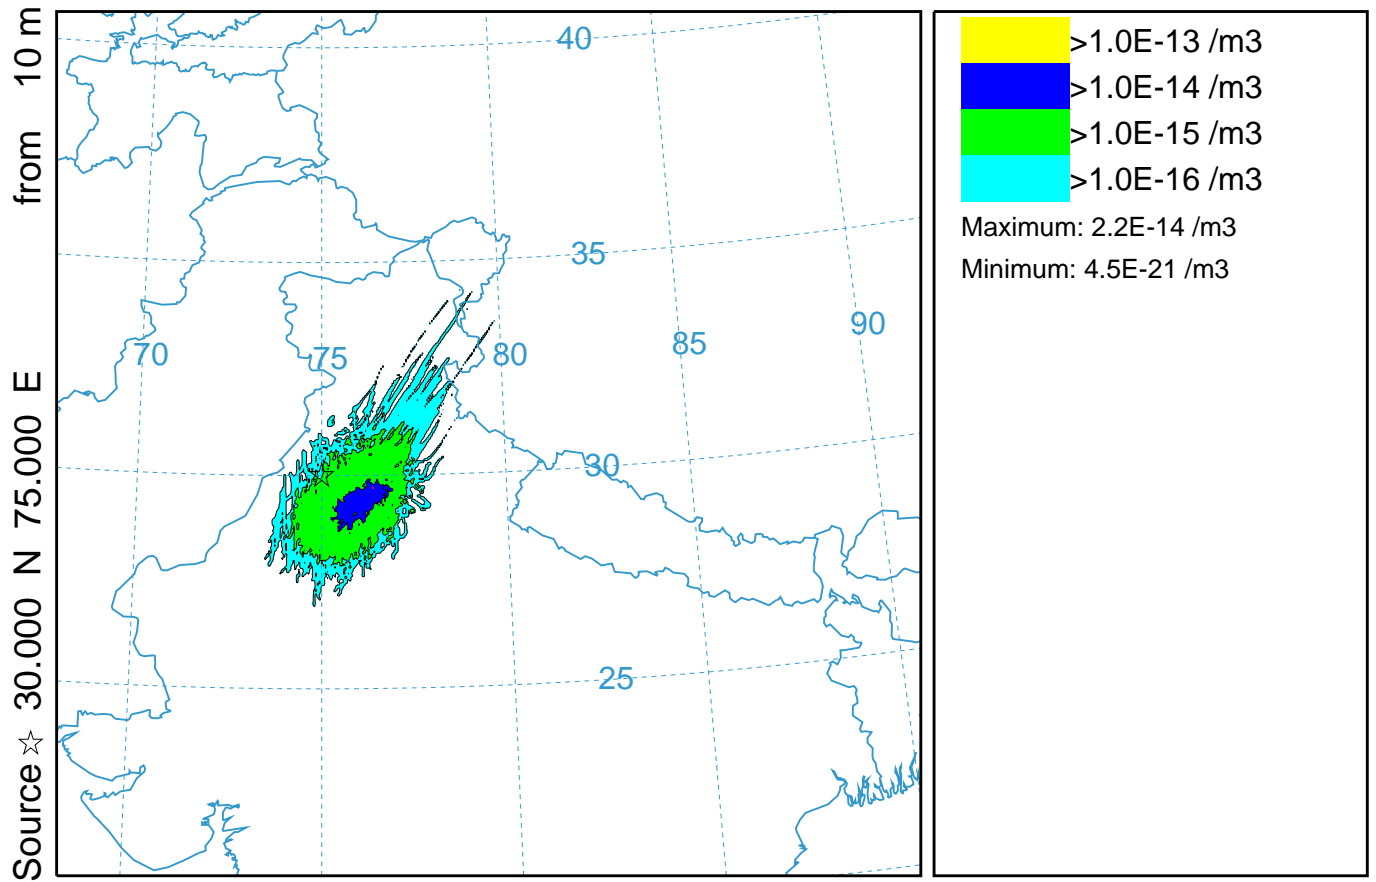 Source ☆ 30.000 N 75.000 E from 10 m
40
35
90
70
75
80
85
30
25
>1.0E-13 /m3
>1.0E-14 /m3
>1.0E-15 /m3
>1.0E-16 /m3
Maximum: 2.2E-14 /m3
Minimum: 4.5E-21 /m3